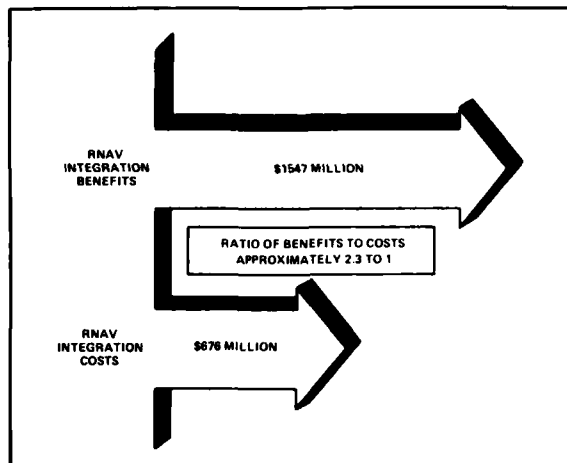 RNAV
INTEGRATION
BENEFITS
$1547 MILLION
RATIO OF BENEFITS TO COSTS
APPROXIMATELY 2.3 TO 1
RNAV
INTEGRATION
COSTS
$676 MILLION